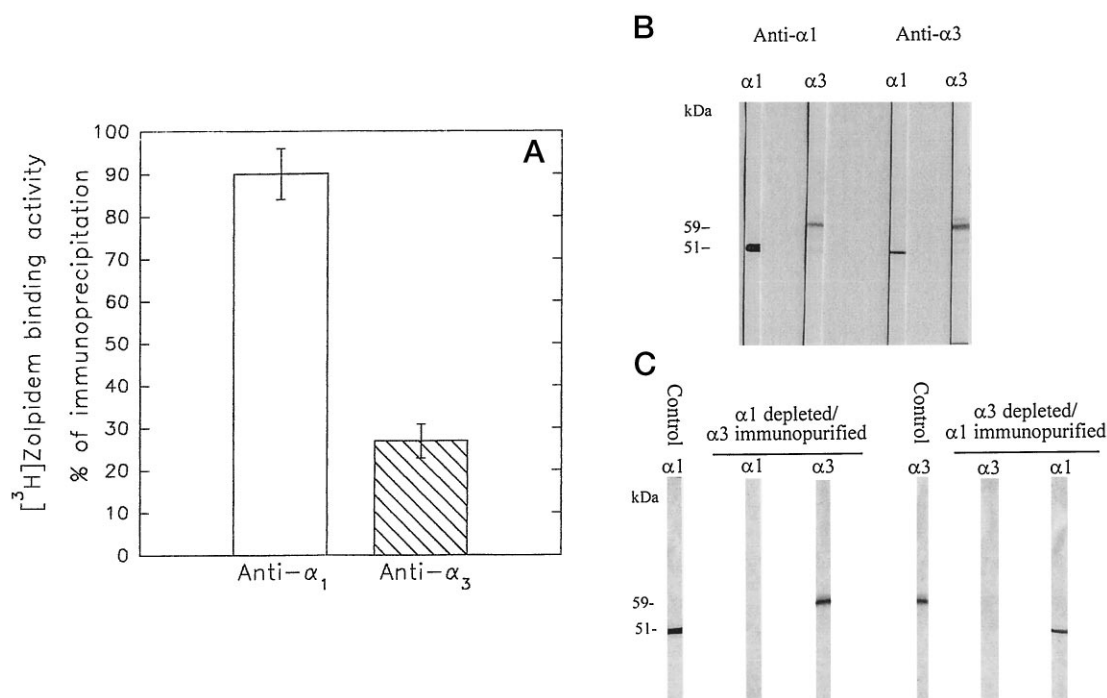 A
[³H]Zolpidem binding activity
% of immunoprecipitation
100
90
80
70
60
50
40
30
20
10
0
Anti-α₁ Anti-α₃
B
Anti-α1 Anti-α3
α1 α3 α1 α3
kDa
59-
51-
C
Control
α1 depleted/
α3 immunopurified
Control
α3 depleted/
α1 immunopurified
α1 α1 α3 α3 α3 α1
kDa
59-
51-